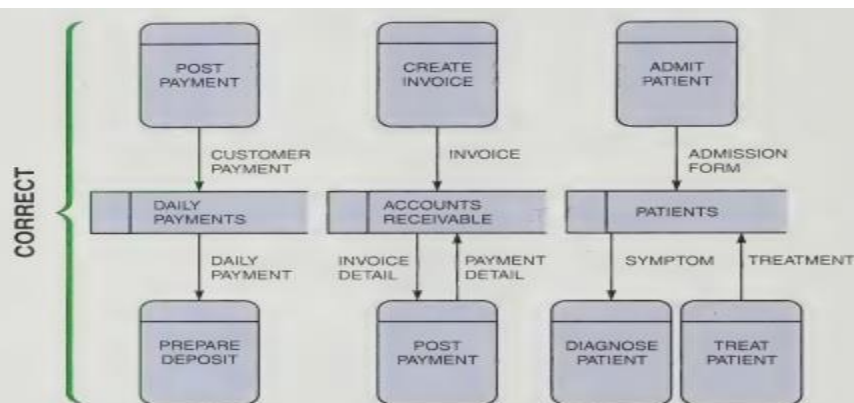 CORRECT
POST
PAYMENT
CREATE
INVOICE
ADMIT
PATIENT
CUSTOMER
PAYMENT
INVOICE
ADMISSION
FORM
DAILY
PAYMENTS
ACCOUNTS
RECEIVABLE
PATIENTS
DAILY
PAYMENT
INVOICE
DETAIL
PAYMENT
DETAIL
SYMPTOM
TREATMENT
PREPARE
DEPOSIT
POST
PAYMENT
DIAGNOSE
PATIENT
TREAT
PATIENT